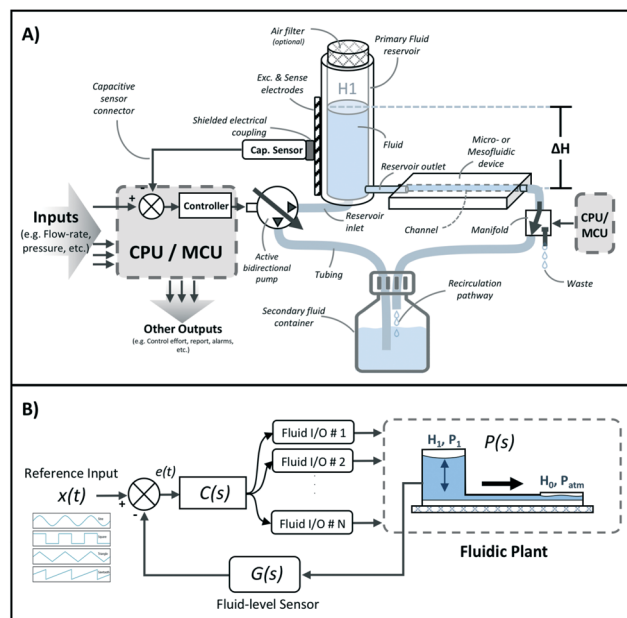 A)
Air filter
(optional)
Primary Fluid
reservoir
Exc. & Sense
electrodes
H1
Capacitive
sensor
connector
Shielded electrical
coupling
Cap. Sensor
Fluid
Micro- or
Mesofluidic
device
ΔH
Reservoir outlet
-
+
Controller
Inputs
(e.g. Flow-rate,
pressure, etc.)
CPU / MCU
Reservoir
inlet
Channel
Manifold
CPU/
MCU
Active
bidirectional
pump
Tubing
Waste
Recirculation
pathway
Secondary fluid
container
Other Outputs
(e.g. Control effort, report, alarms,
etc.)
B)
Fluid I/O # 1
Fluid I/O # 2
Fluid I/O # N
H1, P1
P(s)
H0, Patm
Reference Input
x(t)
e(t)
+
-
C(s)
Fluidic Plant
G(s)
Fluid-level Sensor